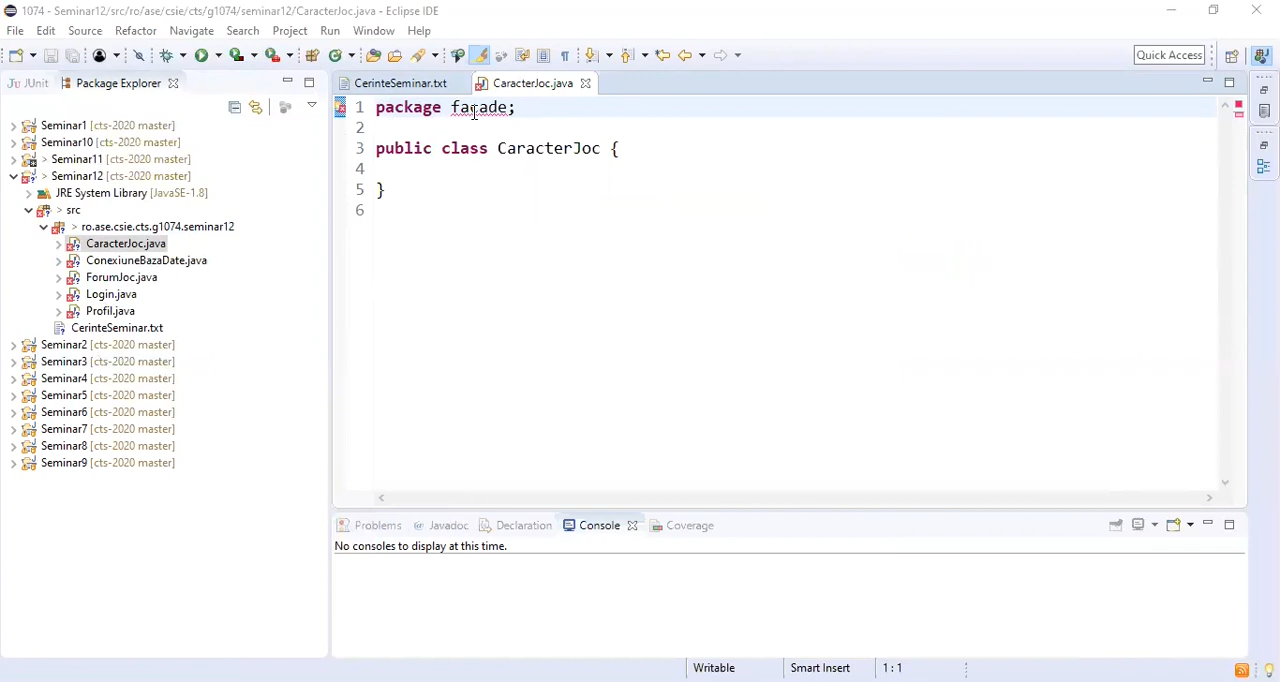 1074 - Seminar12/src/ro/ase/csie/cts/g1074/seminar12/CaracterJoc.java - Eclipse IDE
File Edit Source Refactor Navigate Search Project Run Window Help
Quick Access
JUnit Package Explorer CerinteSeminar.txt CaracterJoc.java
Seminar1 [cts-2020 master]
Seminar10 [cts-2020 master]
> Seminar11 [cts-2020 master]
> Seminar12 [cts-2020 master]
JRE System Library [JavaSE-1.8]
> src
> ro.ase.csie.cts.g1074.seminar12
CaracterJoc.java
ConexiuneBazaDate.java
ForumJoc.java
Login.java
Profil.java
CerinteSeminar.txt
Seminar2 [cts-2020 master]
Seminar3 [cts-2020 master]
Seminar4 [cts-2020 master]
Seminar5 [cts-2020 master]
Seminar6 [cts-2020 master]
Seminar7 [cts-2020 master]
Seminar8 [cts-2020 master]
Seminar9 [cts-2020 master]
1 package facade;
2
3 public class CaracterJoc {
4
5 }
6
Problems @ Javadoc Declaration Console Coverage
No consoles to display at this time.
Writable Smart Insert 1 : 1